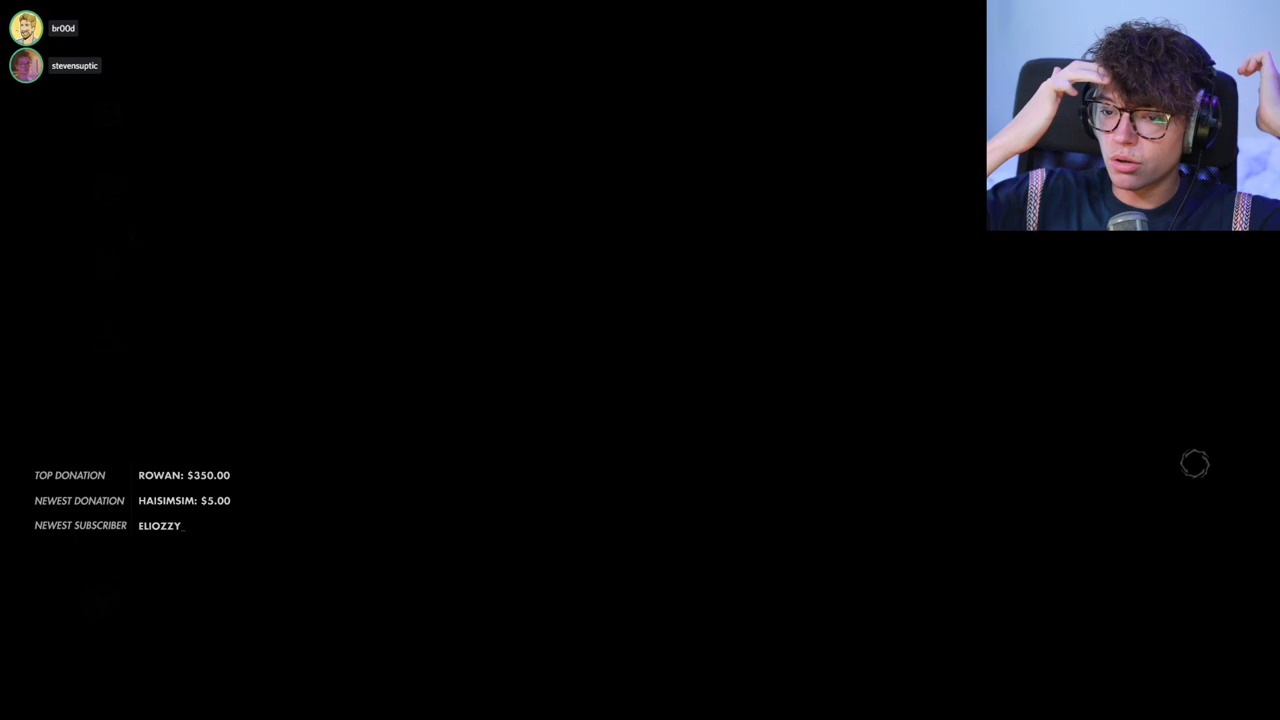 br00d
stevensuptic
TOP DONATION ROWAN: $350.00
NEWEST DONATION HAISIMSIM: $5.00
NEWEST SUBSCRIBER ELIOZZY_